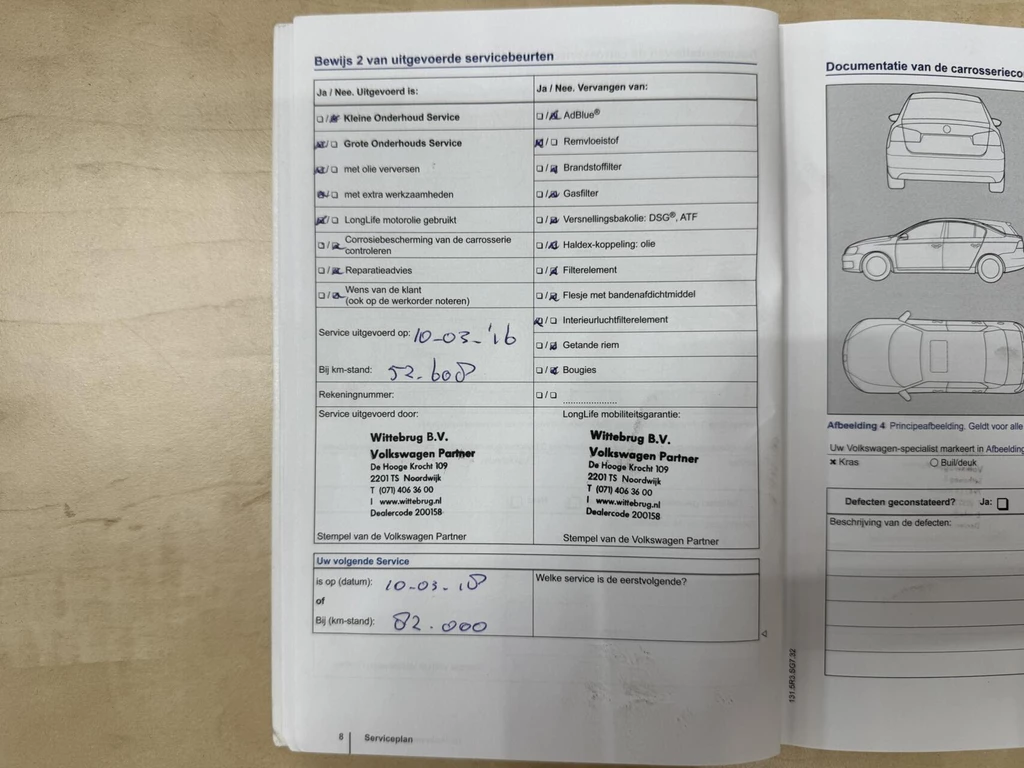 Bewijs 2 van uitgevoerde servicebeurten
Ja / Nee. Uitgevoerd is:
☐/☒ Kleine Onderhoud Service
☒/☐ Grote Onderhouds Service
☒/☐ met olie verversen
☒/☐ met extra werkzaamheden
☒/☐ LongLife motorolie gebruikt
☐/☒ Corrosiebescherming van de carrosserie
controleren
☐/☒ Reparatieadvies
☐/☒ Wens van de klant
(ook op de werkorder noteren)
Service uitgevoerd op: 10-03-'16
Bij km-stand: 52.608
Rekeningnummer:
Service uitgevoerd door:
Wittebrug B.V.
Volkswagen Partner
De Hooge Krocht 109
2201 TS Noordwijk
T (071) 406 36 00
I www.wittebrug.nl
Dealercode 200158
Stempel van de Volkswagen Partner
Ja / Nee. Vervangen van:
☐/☒ AdBlue®
☒/☐ Remvloeistof
☐/☒ Brandstoffilter
☐/☒ Gasfilter
☐/☒ Versnellingsbakolie: DSG®, ATF
☐/☒ Haldex-koppeling: olie
☐/☒ Filterelement
☐/☒ Flesje met bandenafdichtmiddel
☒/☐ Interieurluchtfilterelement
☐/☒ Getande riem
☐/☒ Bougies
☐/☐ ......................
LongLife mobiliteitsgarantie:
Wittebrug B.V.
Volkswagen Partner
De Hooge Krocht 109
2201 TS Noordwijk
T (071) 406 36 00
I www.wittebrug.nl
Dealercode 200158
Stempel van de Volkswagen Partner
Uw volgende Service
is op (datum): 10-03-18
of
Bij (km-stand): 82.000
Welke service is de eerstvolgende?
8 Serviceplan
131.5R3.SG7.32
Documentatie van de carrosserieco
Afbeelding 4 Principeafbeelding. Geldt voor alle
Uw Volkswagen-specialist markeert in Afbeelding
✖ Kras ○ Buil/deuk
Defecten geconstateerd? Ja: ☐
Beschrijving van de defecten: